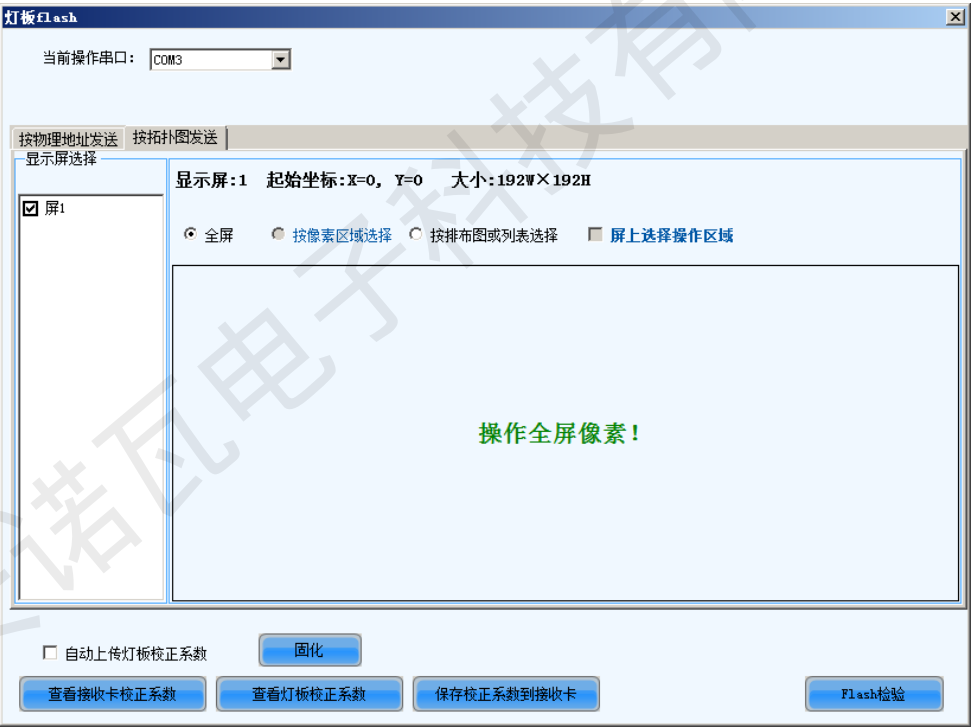 灯板flash
当前操作串口： COM3
按物理地址发送 按拓扑图发送
显示屏选择
显示屏:1 起始坐标:X=0, Y=0 大小:192W×192H
屏1
全屏 按像素区域选择 按排布图或列表选择 屏上选择操作区域
操作全屏像素！
自动上传灯板校正系数 固化
查看接收卡校正系数 查看灯板校正系数 保存校正系数到接收卡 Flash检验
诺瓦电子科技有